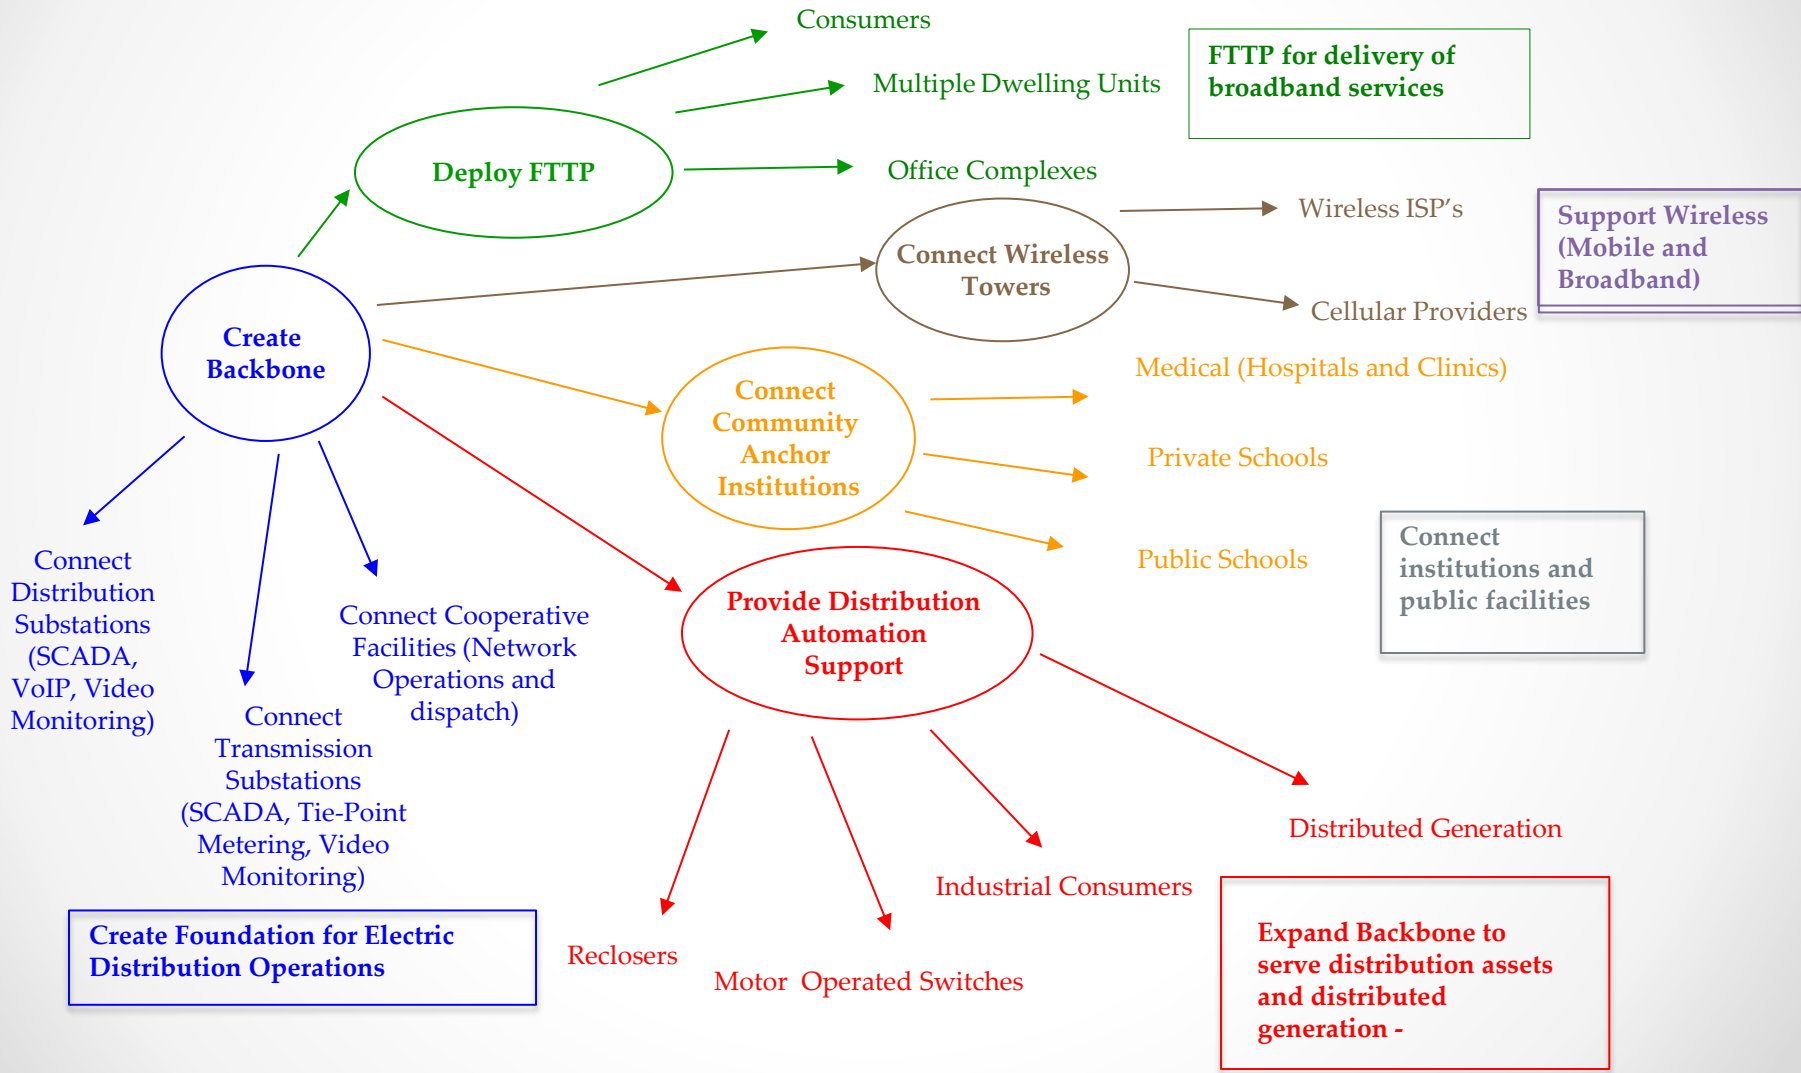 Consumers
Multiple Dwelling Units
FTTP for delivery of
broadband services
Deploy FTTP
Office Complexes
Wireless ISP's
Support Wireless
(Mobile and
Broadband)
Connect Wireless
Towers
Cellular Providers
Create
Backbone
Medical (Hospitals and Clinics)
Connect
Community
Anchor
Institutions
Private Schools
Public Schools
Connect
institutions and
public facilities
Connect
Distribution
Substations
(SCADA,
VoIP, Video
Monitoring)
Connect Cooperative
Facilities (Network
Operations and
dispatch)
Provide Distribution
Automation
Support
Connect
Transmission
Substations
(SCADA, Tie-Point
Metering, Video
Monitoring)
Distributed Generation
Industrial Consumers
Reclosers
Motor  Operated Switches
Create Foundation for Electric
Distribution Operations
Expand Backbone to
serve distribution assets
and distributed
generation -